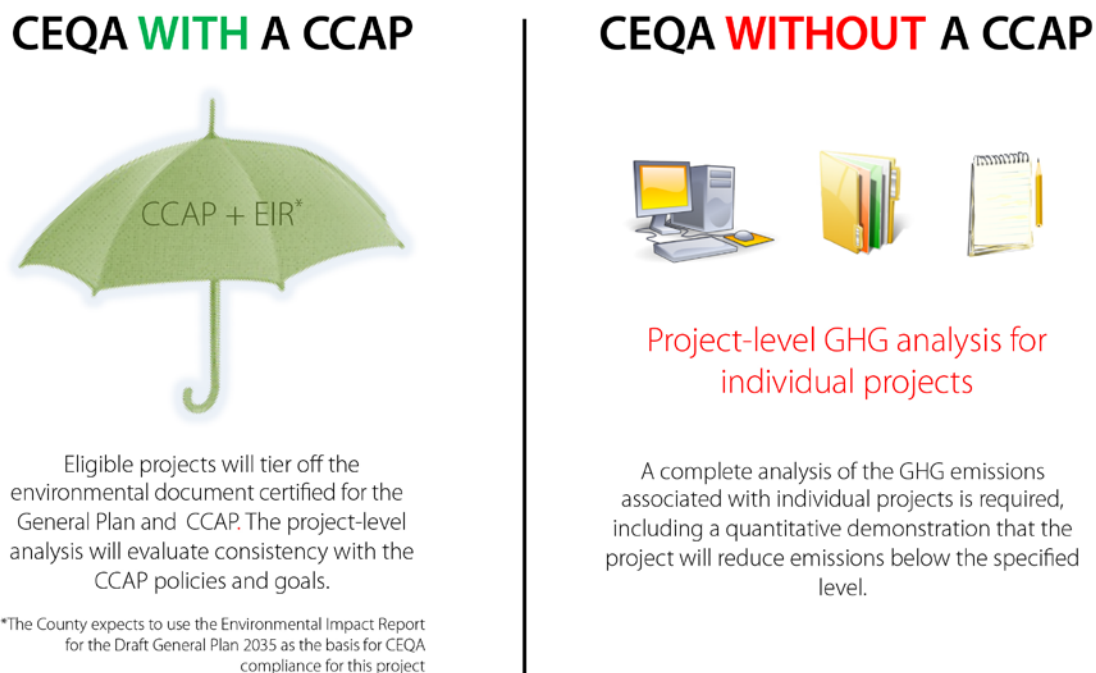 CEQA WITH A CCAP
CCAP + EIR*
Eligible projects will tier off the
environmental document certified for the
General Plan and CCAP. The project-level
analysis will evaluate consistency with the
CCAP policies and goals.
*The County expects to use the Environmental Impact Report
for the Draft General Plan 2035 as the basis for CEQA
compliance for this project
CEQA WITHOUT A CCAP
Project-level GHG analysis for
individual projects
A complete analysis of the GHG emissions
associated with individual projects is required,
including a quantitative demonstration that the
project will reduce emissions below the specified
level.